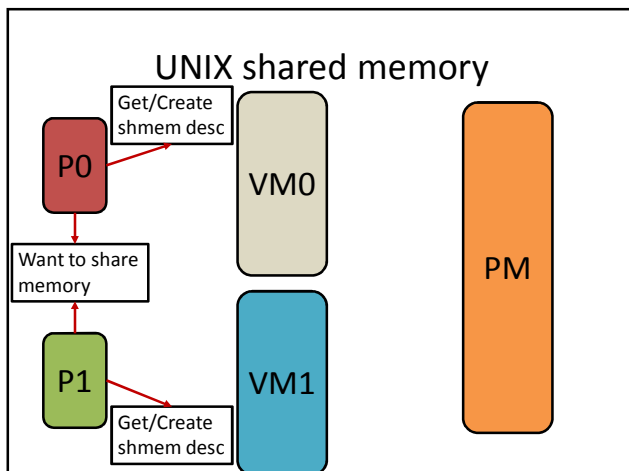 UNIX shared memory
Get/Create
shmem desc
P0
VM0
Want to share
memory
PM
P1
VM1
Get/Create
shmem desc